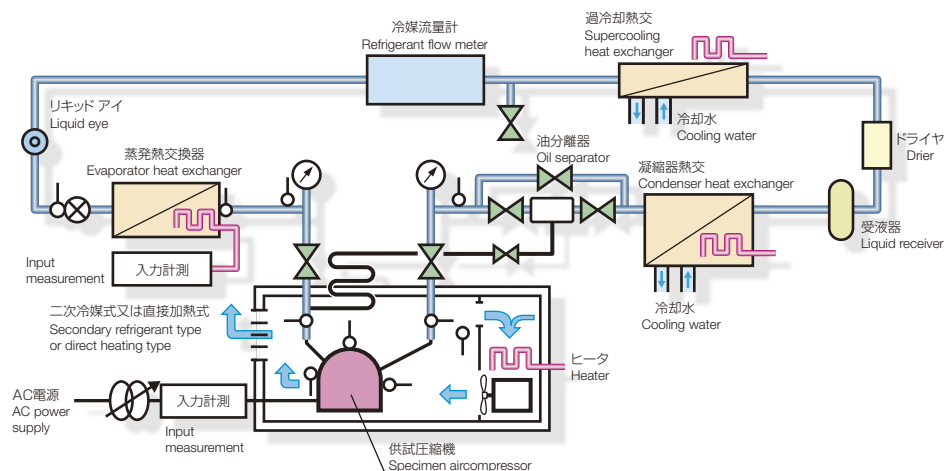 冷媒流量計
Refrigerant flow meter
過冷却熱交
Supercooling
heat exchanger
リキッド アイ
Liquid eye
冷却水
Cooling water
ドライヤ
Drier
蒸発熱交換器
Evaporator heat exchanger
油分離器
Oil separator
凝縮器熱交
Condenser heat exchanger
受液器
Liquid receiver
Input
measurement
入力計測
冷却水
Cooling water
二次冷媒式又は直接加熱式
Secondary refrigerant type
or direct heating type
ヒータ
Heater
AC電源
AC power
supply
入力計測
Input
measurement
供試圧縮機
Specimen aircompressor